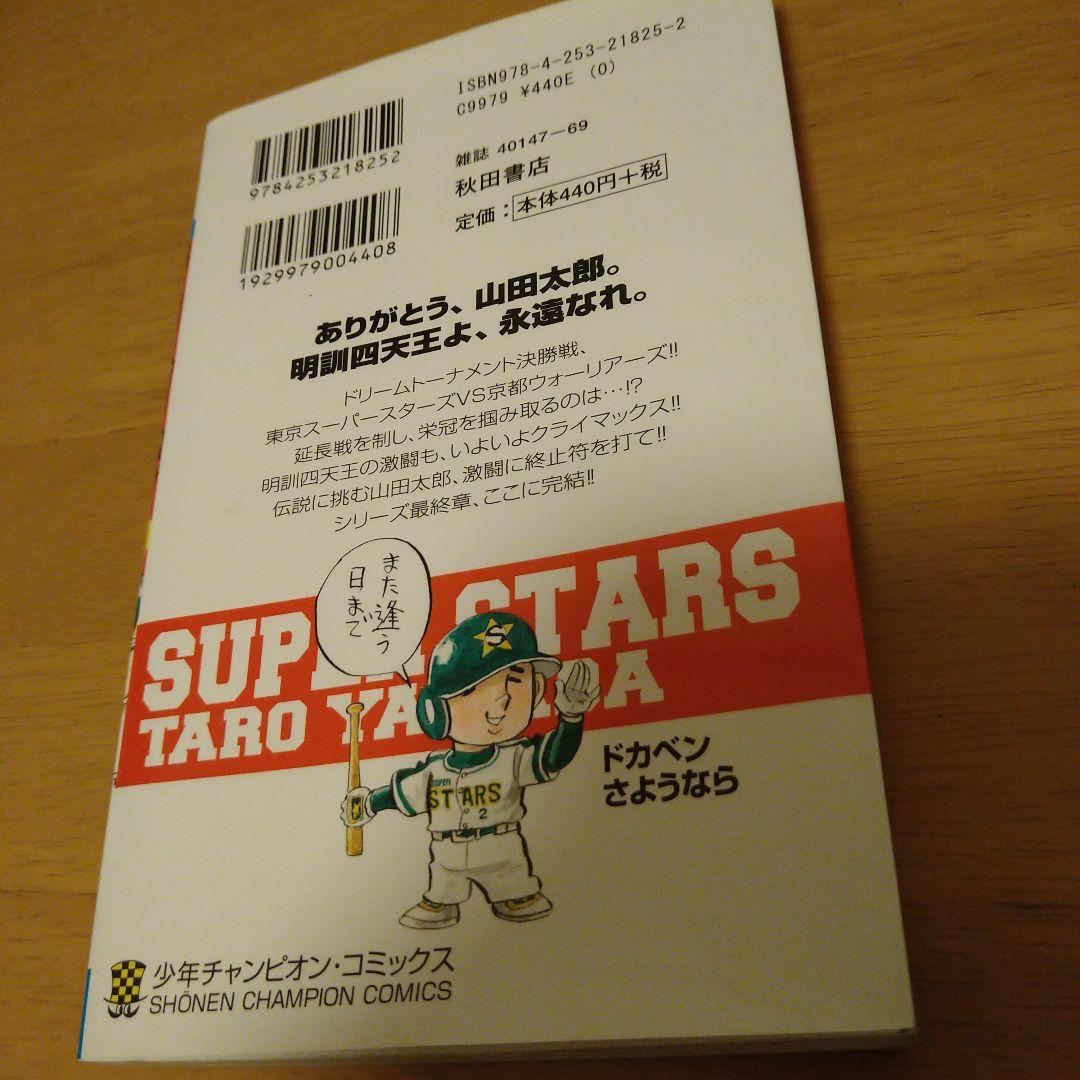 ISBN978-4-253-21825-2
C9979 ¥440E (0)
9784253218252
雑誌 40147-69
秋田書店
定価：本体440円＋税
1929979004408
ありがとう、山田太郎。
明訓四天王よ、永遠なれ。
ドリームトーナメント決勝戦、
東京スーパースターズVS京都ウォーリアーズ!!
延長戦を制し、栄冠を掴み取るのは…!?
明訓四天王の激闘も、いよいよクライマックス!!
伝説に挑む山田太郎、激闘に終止符を打て!!
シリーズ最終章、ここに完結!!
また逢う
日まで
SUPER STARS
TARO YA DA
S
SUPER
STARS
2
ドカベン
さようなら
少年チャンピオン・コミックス
SHŌNEN CHAMPION COMICS